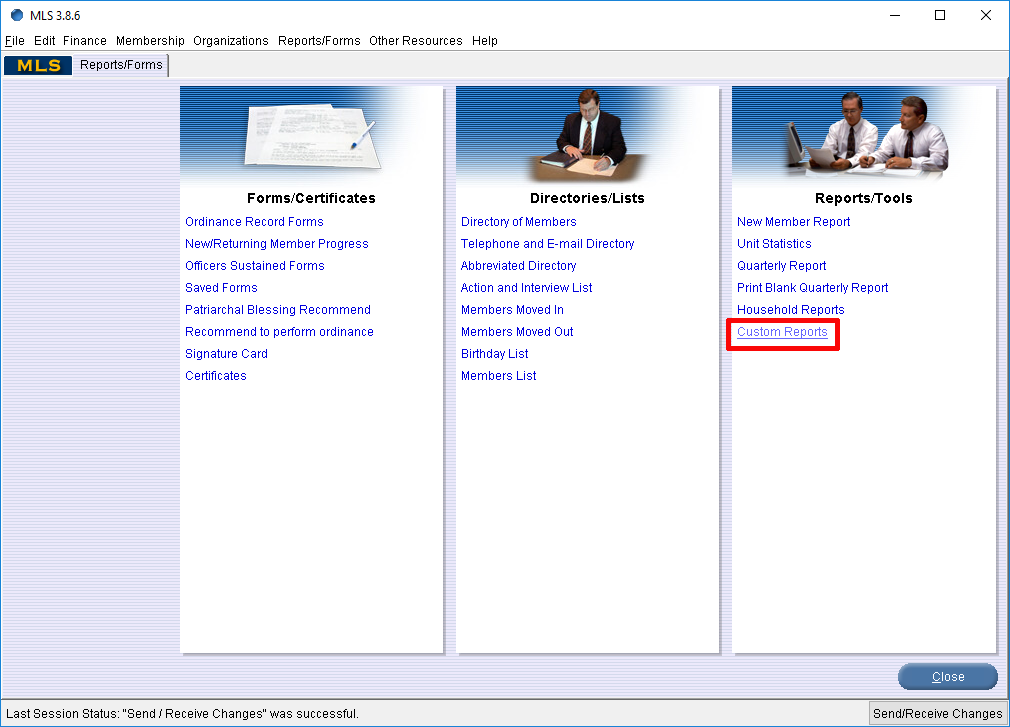 MLS 3.8.6
File Edit Finance Membership Organizations Reports/Forms Other Resources Help
MLS Reports/Forms
Forms/Certificates
Ordinance Record Forms
New/Returning Member Progress
Officers Sustained Forms
Saved Forms
Patriarchal Blessing Recommend
Recommend to perform ordinance
Signature Card
Certificates
Directories/Lists
Directory of Members
Telephone and E-mail Directory
Abbreviated Directory
Action and Interview List
Members Moved In
Members Moved Out
Birthday List
Members List
Reports/Tools
New Member Report
Unit Statistics
Quarterly Report
Print Blank Quarterly Report
Household Reports
Custom Reports
Close
Last Session Status: "Send / Receive Changes" was successful.
Send/Receive Changes